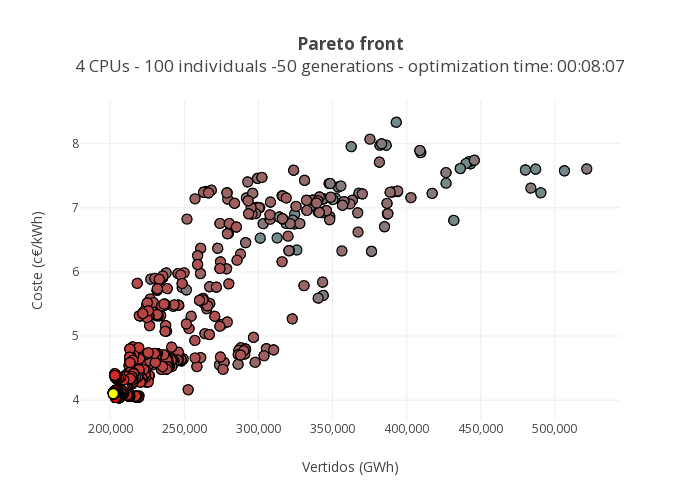 Pareto front
4 CPUs - 100 individuals -50 generations - optimization time: 00:08:07
8
7
6
5
4
Coste (c€/kWh)
200,000 250,000 300,000 350,000 400,000 450,000 500,000
Vertidos (GWh)